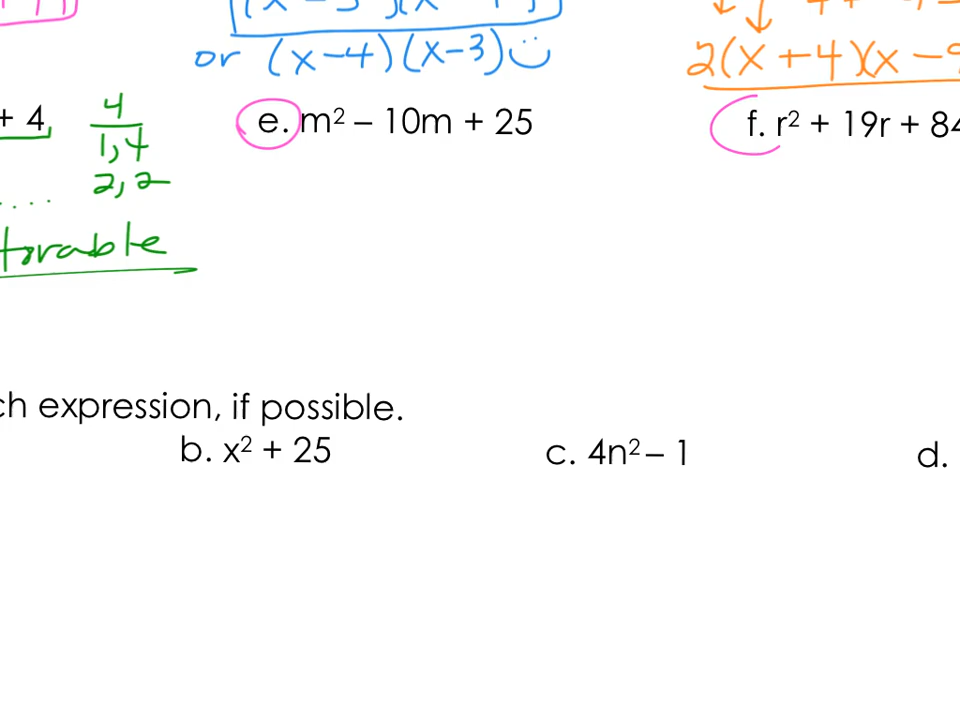 or (x-4)(x-3)
2(x+4)(x-9
+ 4
4
1,4
2,2
....
torable
e. m² – 10m + 25
f. r² + 19r + 84
ch expression, if possible.
b. x² + 25
c. 4n² – 1
d.